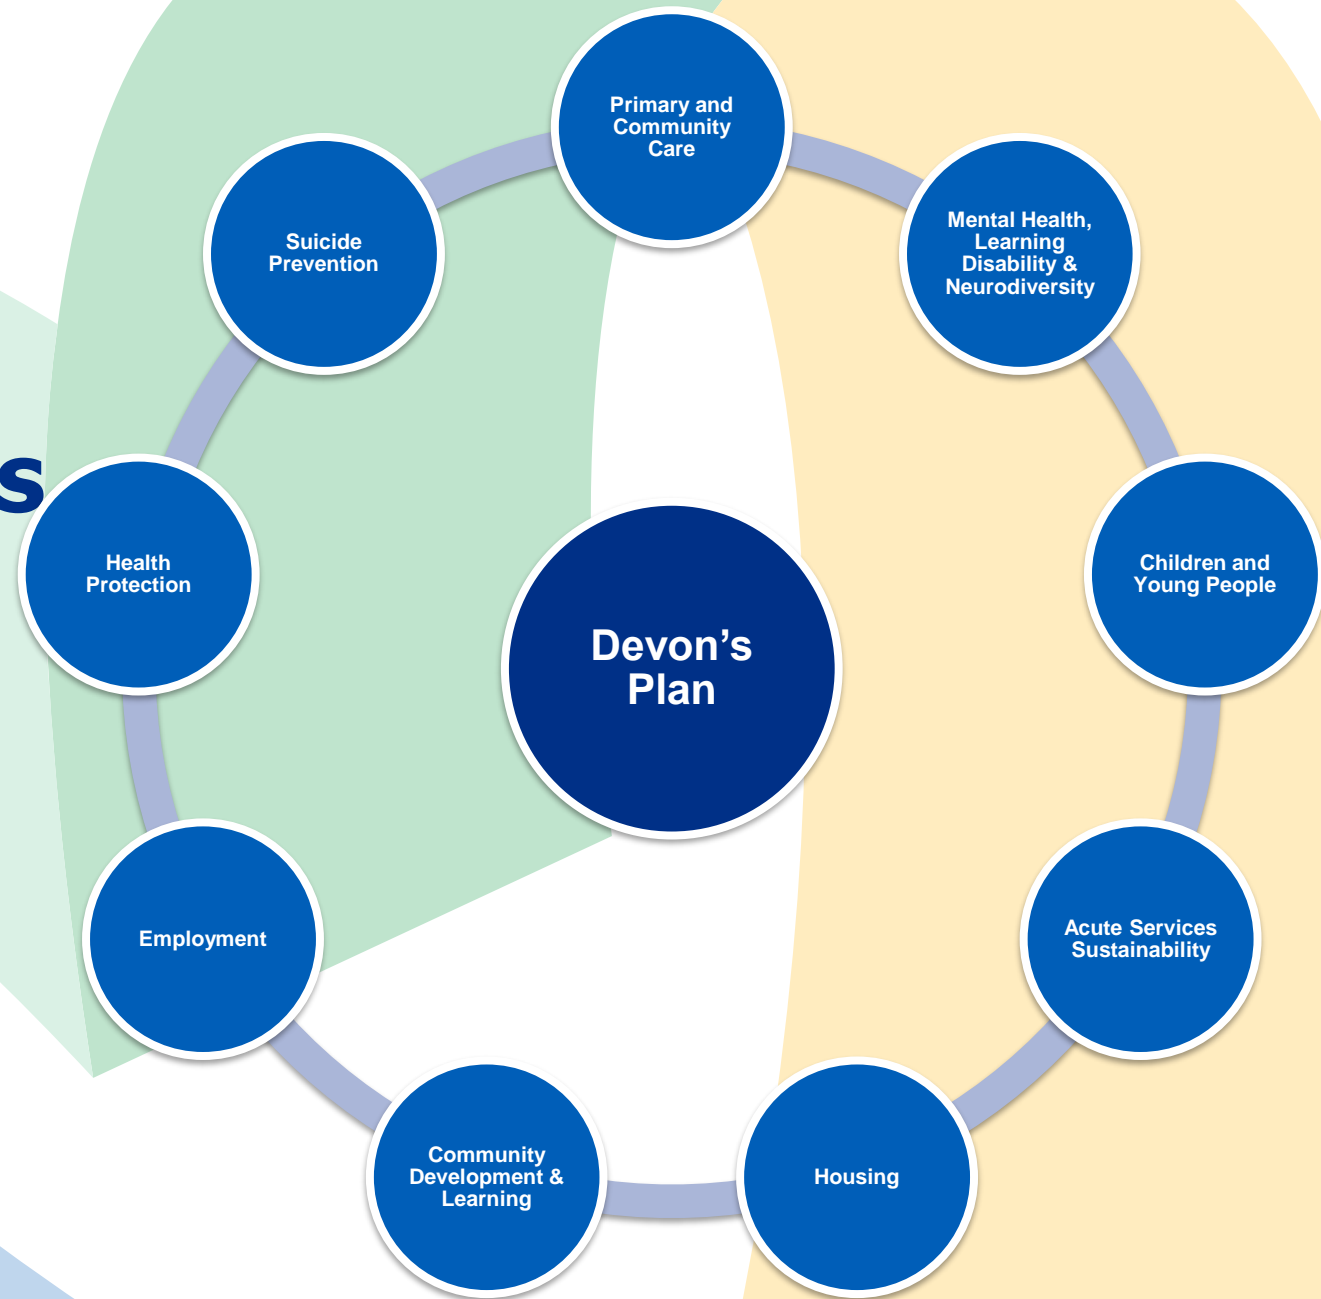 Primary and
Community
Care
Mental Health,
Learning
Disability &
Neurodiversity
Children and
Young People
Acute Services
Sustainability
Housing
Community
Development &
Learning
Employment
Health
Protection
Suicide
Prevention
Devon’s
Plan
s